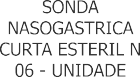 SONDA
NASOGASTRICA
CURTA ESTERIL N
06 - UNIDADE